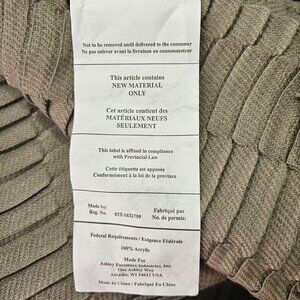 Not to be removed until delivered to the consumer
Ne pas enlever avant la livraison au consommateur
This article contains
NEW MATERIAL
ONLY
Cet article contient des
MATÉRIAUX NEUFS
SEULEMENT
This label is affixed in compliance
with Provincial Law
Cette étiquette est apposée
Conformément à la loi de la province
Made by:
Fabriqué par
Reg. No. 03T-1632709
No. de permis:
Federal Requirements / Exigence Fédérale
100% Acrylic
Made For
Ashley Furniture Industries, Inc.
One Ashley Way
Arcadia, WI 54612 USA
Made in China / Fabriqué En Chine